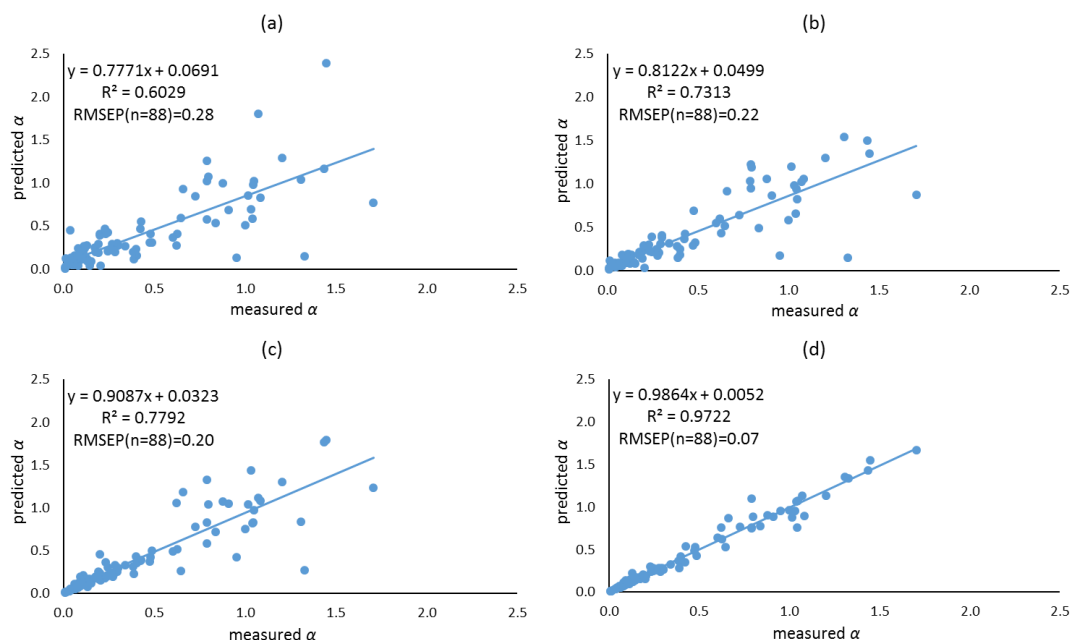 (a)
2.5
2.0
1.5
1.0
0.5
0.0
predicted α
y = 0.7771x + 0.0691
R² = 0.6029
RMSEP(n=88)=0.28
0.0 0.5 1.0 1.5 2.0 2.5
measured α
(b)
2.5
2.0
1.5
1.0
0.5
0.0
predicted α
y = 0.8122x + 0.0499
R² = 0.7313
RMSEP(n=88)=0.22
0.0 0.5 1.0 1.5 2.0 2.5
measured α
(c)
2.5
2.0
1.5
1.0
0.5
0.0
predicted α
y = 0.9087x + 0.0323
R² = 0.7792
RMSEP(n=88)=0.20
0.0 0.5 1.0 1.5 2.0 2.5
measured α
(d)
2.5
2.0
1.5
1.0
0.5
0.0
predicted α
y = 0.9864x + 0.0052
R² = 0.9722
RMSEP(n=88)=0.07
0.0 0.5 1.0 1.5 2.0 2.5
measured α